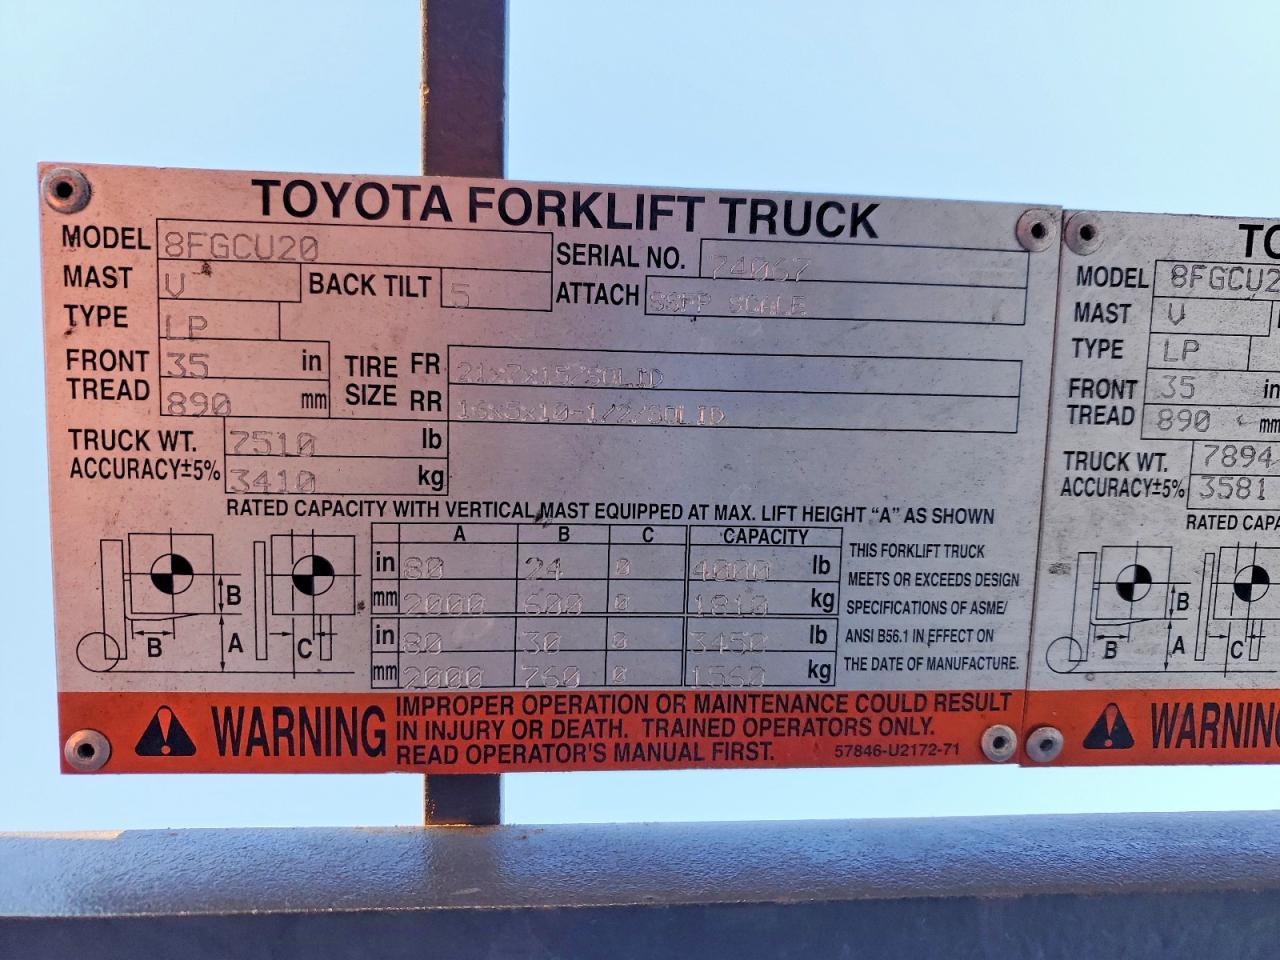 TOYOTA FORKLIFT TRUCK
MODEL 8FGCU20 SERIAL NO. 74067
MAST V BACK TILT 5 ATTACH SSFP SCALE
TYPE LP
FRONT TREAD 35 in TIRE SIZE FR 21x7x15/SOLID
890 mm RR 16x5x10-1/2/SOLID
TRUCK WT. 7510 lb
ACCURACY±5% 3410 kg
RATED CAPACITY WITH VERTICAL MAST EQUIPPED AT MAX. LIFT HEIGHT "A" AS SHOWN
A B C CAPACITY
in 80 24 0 4000 lb
mm 2000 600 0 1810 kg
in 80 30 0 3450 lb
mm 2000 760 0 1560 kg
B
B A C
THIS FORKLIFT TRUCK
MEETS OR EXCEEDS DESIGN
SPECIFICATIONS OF ASME/
ANSI B56.1 IN EFFECT ON
THE DATE OF MANUFACTURE.
WARNING
IMPROPER OPERATION OR MAINTENANCE COULD RESULT
IN INJURY OR DEATH. TRAINED OPERATORS ONLY.
READ OPERATOR'S MANUAL FIRST. 57846-U2172-71
TO
MODEL 8FGCU2
MAST V
TYPE LP
FRONT TREAD 35 in
890 mm
TRUCK WT. 7894
ACCURACY±5% 3581
RATED CAPA
B
B A C
WARNING